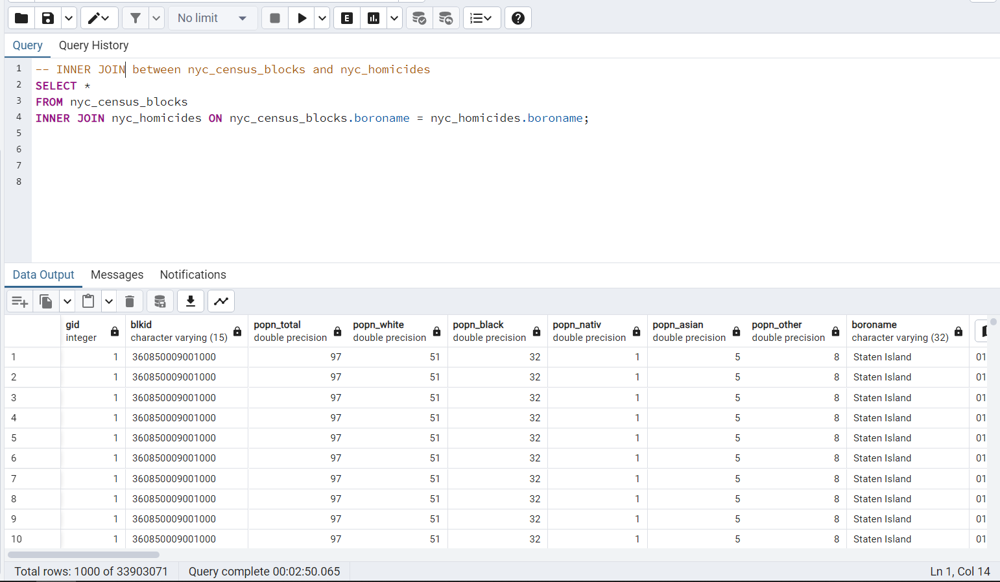 No limit
E
Query Query History
1 -- INNER JOIN between nyc_census_blocks and nyc_homicides
2 SELECT *
3 FROM nyc_census_blocks
4 INNER JOIN nyc_homicides ON nyc_census_blocks.boroname = nyc_homicides.boroname;
5
6
7
8
Data Output Messages Notifications
gid blkid popn_total popn_white popn_black popn_nativ popn_asian popn_other boroname
integer character varying (15) double precision double precision double precision double precision double precision double precision character varying (32)
1 1 360850009001000 97 51 32 1 5 8 Staten Island 01
2 1 360850009001000 97 51 32 1 5 8 Staten Island 01
3 1 360850009001000 97 51 32 1 5 8 Staten Island 01
4 1 360850009001000 97 51 32 1 5 8 Staten Island 01
5 1 360850009001000 97 51 32 1 5 8 Staten Island 01
6 1 360850009001000 97 51 32 1 5 8 Staten Island 01
7 1 360850009001000 97 51 32 1 5 8 Staten Island 01
8 1 360850009001000 97 51 32 1 5 8 Staten Island 01
9 1 360850009001000 97 51 32 1 5 8 Staten Island 01
10 1 360850009001000 97 51 32 1 5 8 Staten Island 01
Total rows: 1000 of 33903071 Query complete 00:02:50.065 Ln 1, Col 14